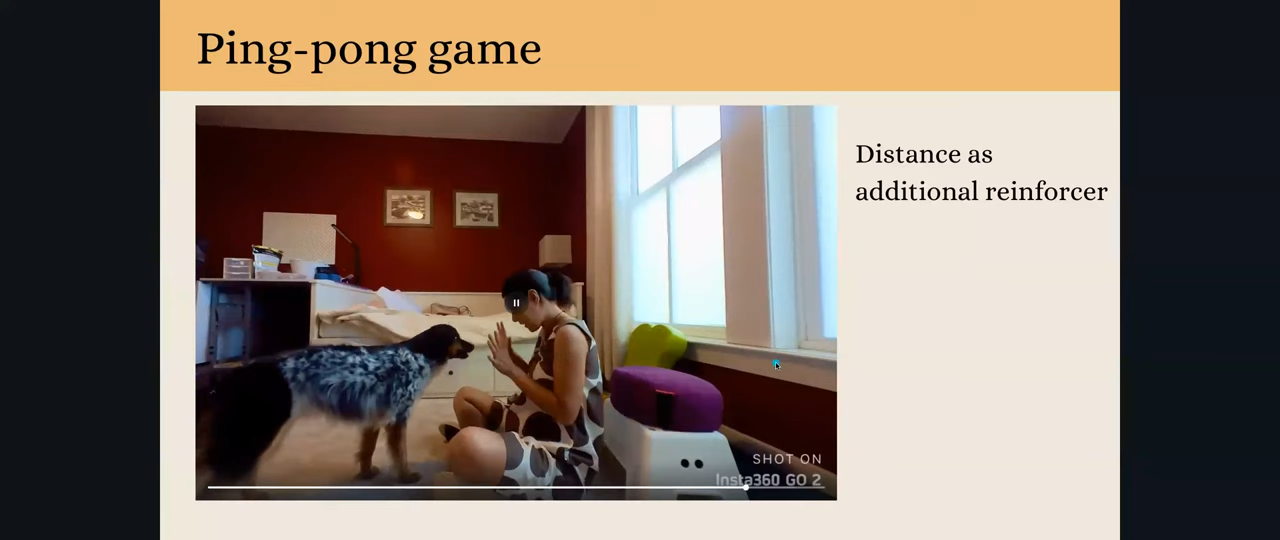 Ping-pong game
Distance as
additional reinforcer
SHOT ON
Insta360 GO 2